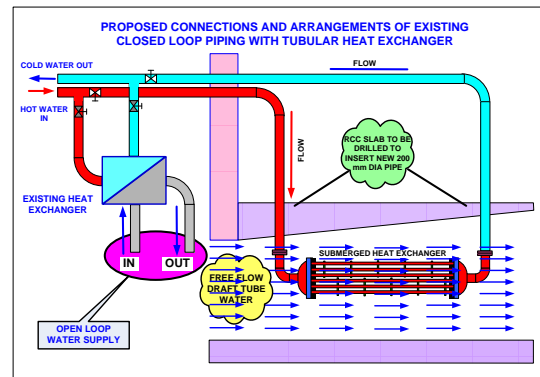 PROPOSED CONNECTIONS AND ARRANGEMENTS OF EXISTING
CLOSED LOOP PIPING WITH TUBULAR HEAT EXCHANGER
COLD WATER OUT
FLOW
HOT WATER
IN
FLOW
RCC SLAB TO BE
DRILLED TO
INSERT NEW 200
mm DIA PIPE
EXISTING HEAT
EXCHANGER
IN
OUT
SUBMERGED HEAT EXCHANGER
FREE FLOW
DRAFT TUBE
WATER
OPEN LOOP
WATER SUPPLY